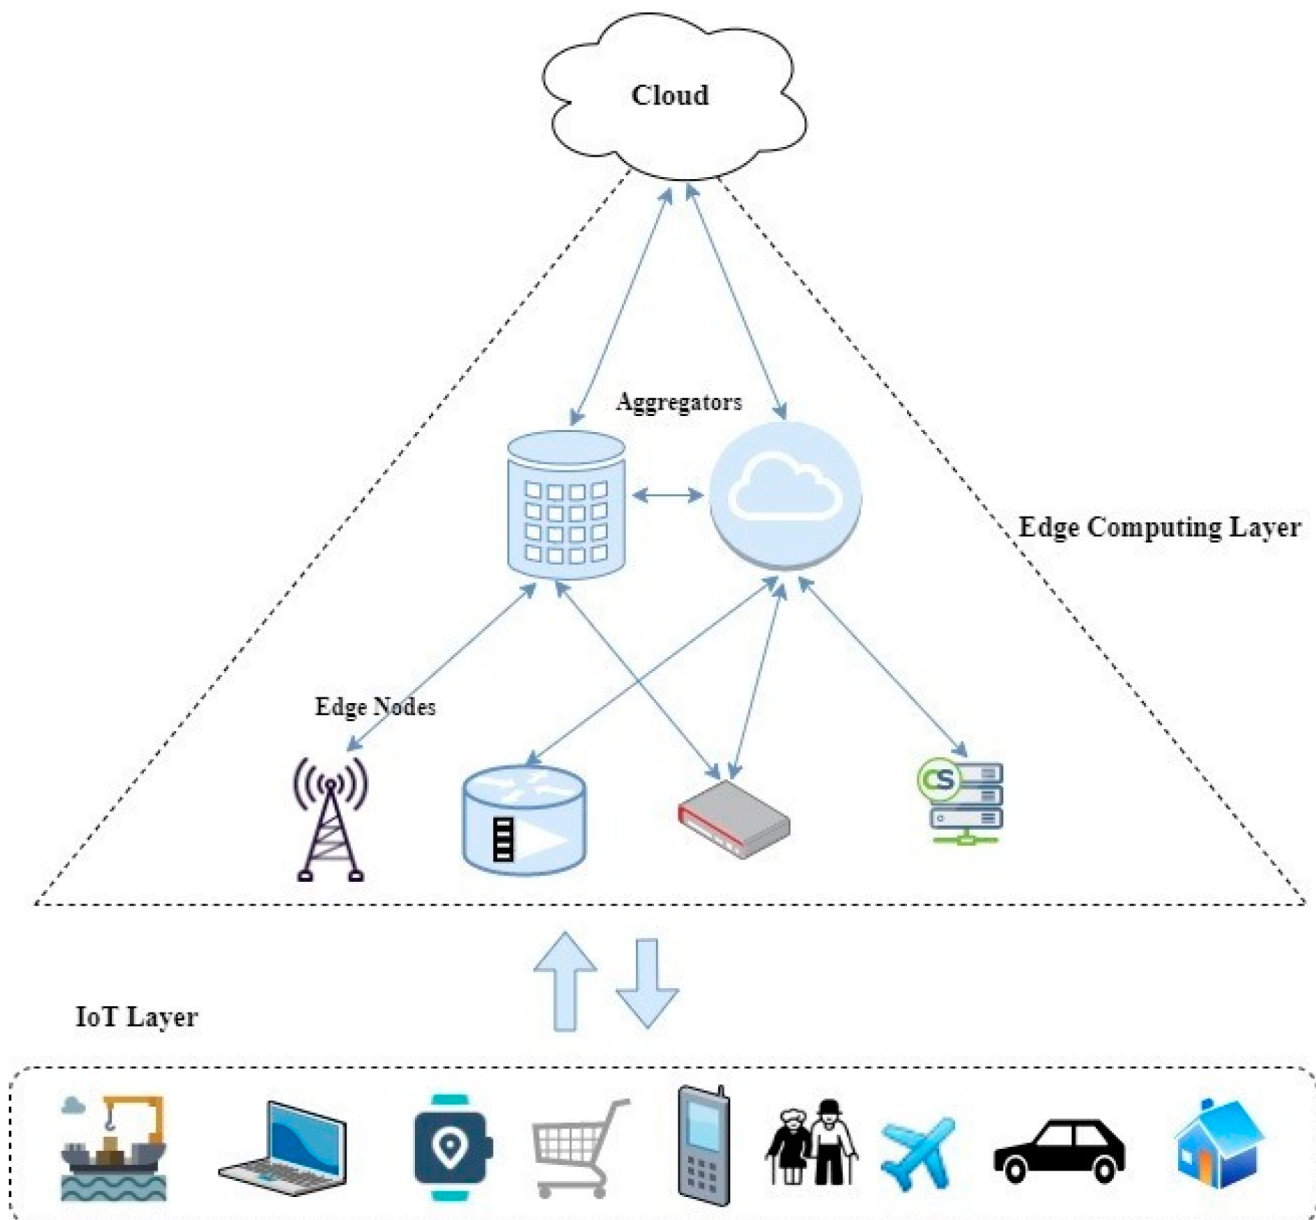 Cloud
Aggregators
Edge Computing Layer
Edge Nodes
CS
IoT Layer